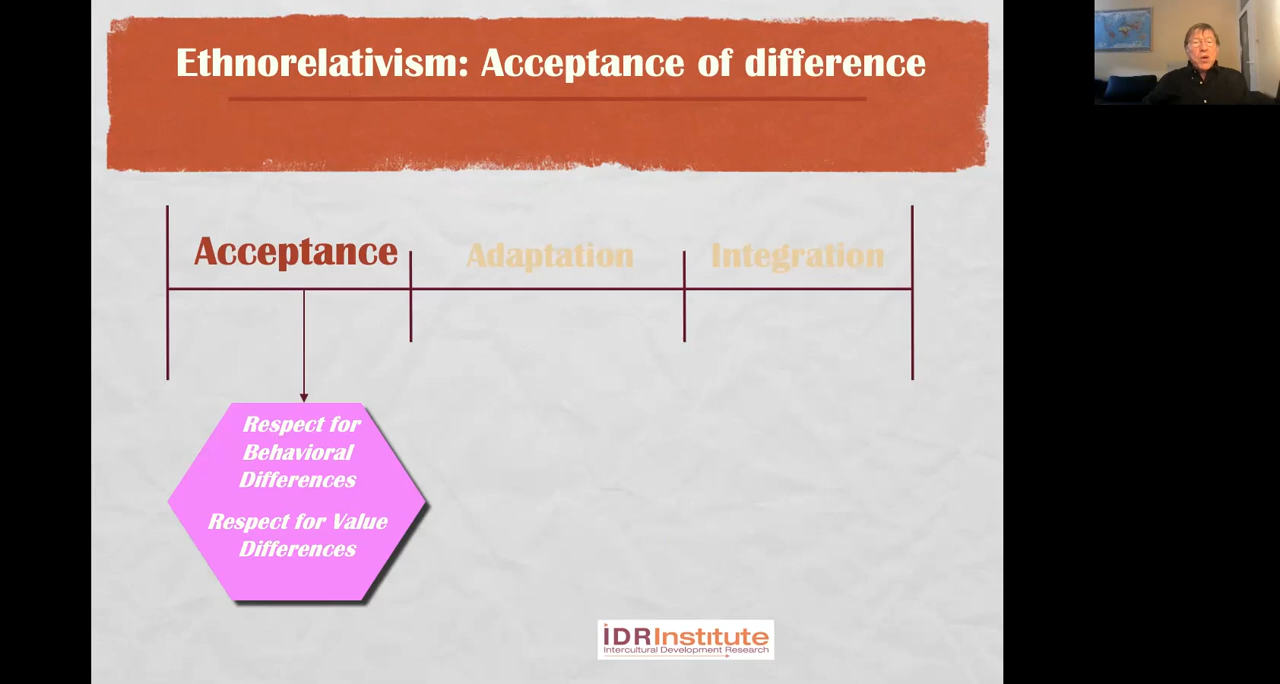 Ethnorelativism: Acceptance of difference
Acceptance
Adaptation
Integration
Respect for
Behavioral
Differences
Respect for Value
Differences
IDRInstitute
Intercultural Development Research